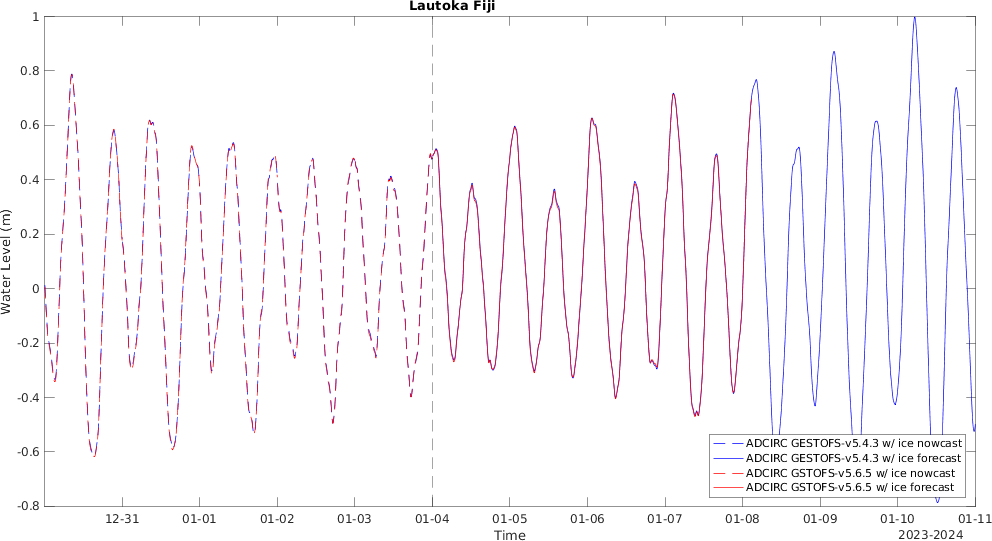 Lautoka Fiji
Water Level (m)
1
0.8
0.6
0.4
0.2
0
-0.2
-0.4
-0.6
-0.8
ADCIRC GESTOFS-v5.4.3 w/ ice nowcast
ADCIRC GESTOFS-v5.4.3 w/ ice forecast
ADCIRC GSTOFS-v5.6.5 w/ ice nowcast
ADCIRC GSTOFS-v5.6.5 w/ ice forecast
12-31 01-01 01-02 01-03 01-04 01-05 01-06 01-07 01-08 01-09 01-10 01-11
Time
2023-2024